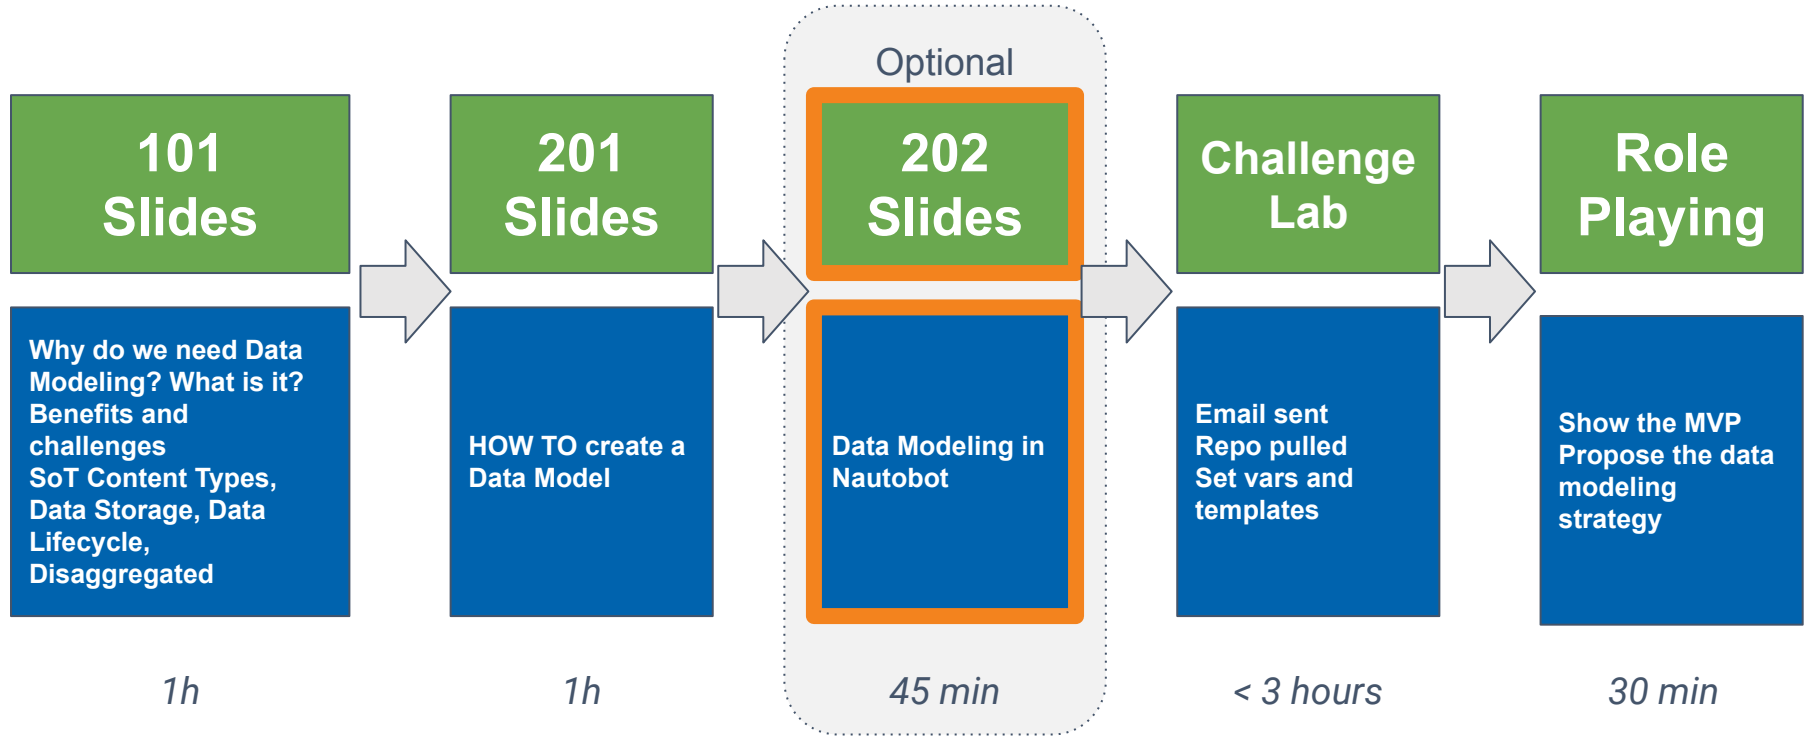 Optional
101
Slides
201
Slides
202
Slides
Challenge
Lab
Role
Playing
Why do we need Data
Modeling? What is it?
Benefits and
challenges
SoT Content Types,
Data Storage, Data
Lifecycle,
Disaggregated
HOW TO create a
Data Model
Data Modeling in
Nautobot
Email sent
Repo pulled
Set vars and
templates
Show the MVP
Propose the data
modeling
strategy
1h
1h
45 min
< 3 hours
30 min